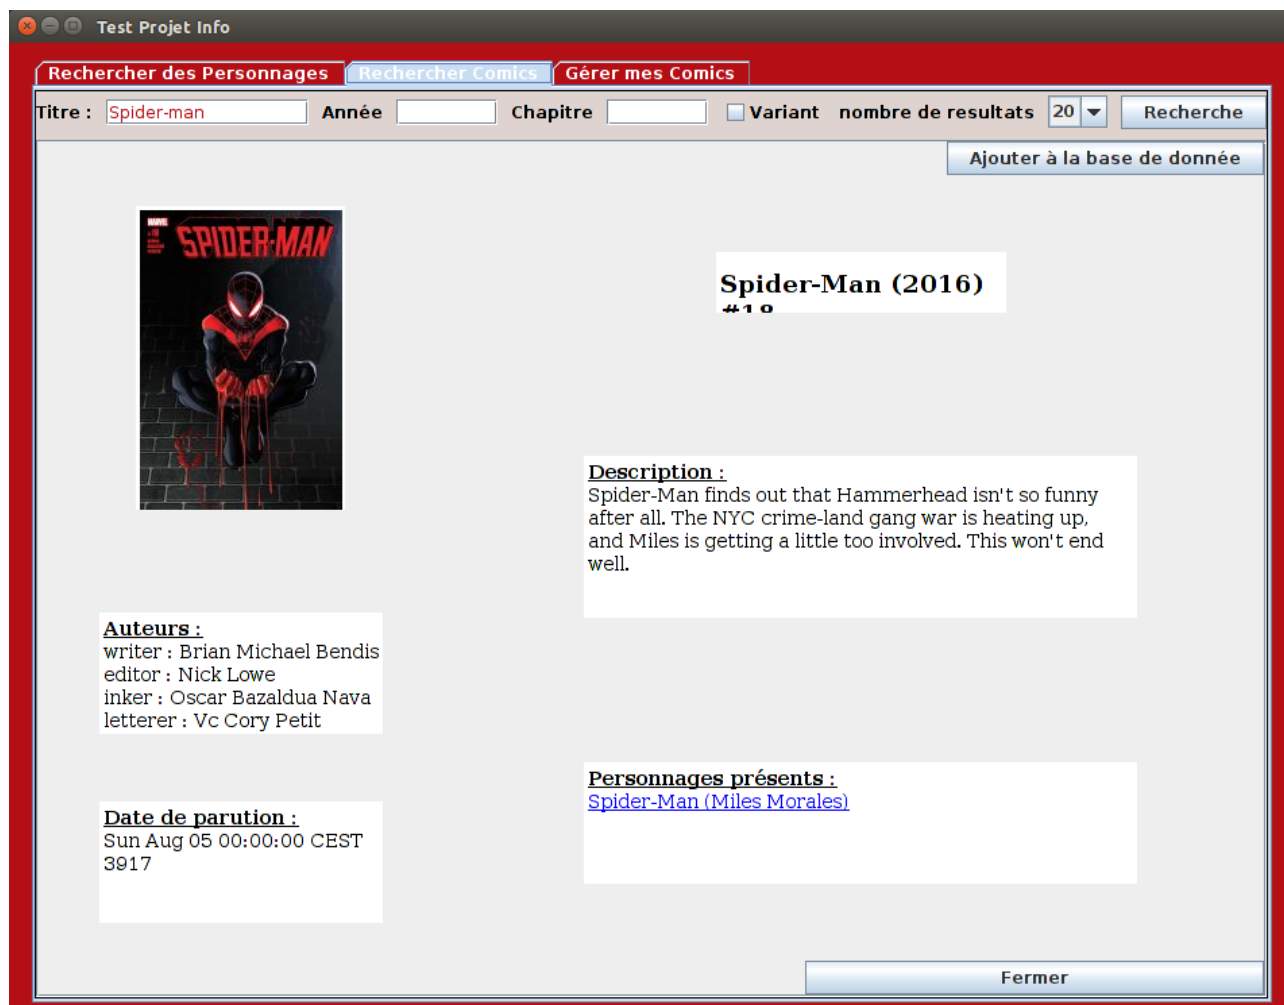 Test Projet Info
Rechercher des Personnages Rechercher Comics Gérer mes Comics
Titre : Spider-man Année Chapitre Variant nombre de resultats 20 Recherche
Ajouter à la base de donnée
MARVEL
SPIDER-MAN
Spider-Man (2016)
#18
Description :
Spider-Man finds out that Hammerhead isn't so funny
after all. The NYC crime-land gang war is heating up,
and Miles is getting a little too involved. This won't end
well.
Auteurs :
writer : Brian Michael Bendis
editor : Nick Lowe
inker : Oscar Bazaldua Nava
letterer : Vc Cory Petit
Personnages présents :
Spider-Man (Miles Morales)
Date de parution :
Sun Aug 05 00:00:00 CEST
3917
Fermer